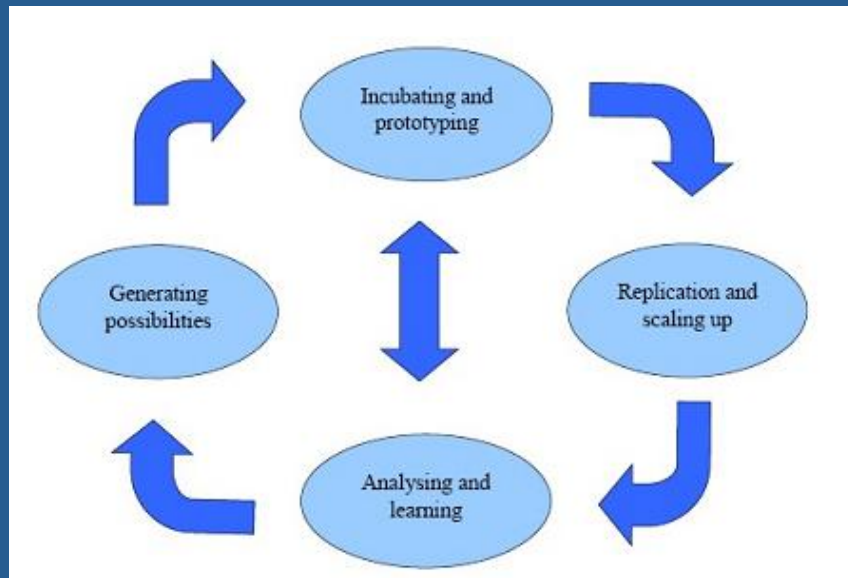 Incubating and
prototyping
Generating
possibilities
Replication and
scaling up
Analysing and
learning